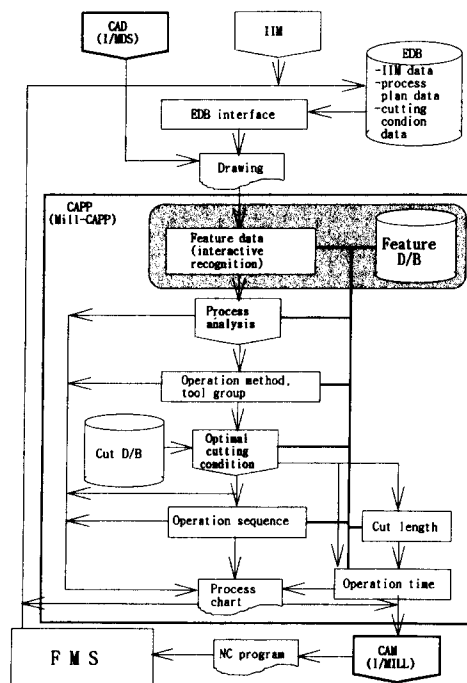 CAD
(I/MDS)
IIM
EDB
-IIM data
-process
plan data
-cutting
condion
data
EDB interface
Drawing
CAPP
(Mill-CAPP)
Feature data
(interactive
recognition)
Feature
D/B
Process
analysis
Operation method,
tool group
Cut D/B
Optimal
cutting
condition
Operation sequence
Cut length
Process
chart
Operation time
F M S
NC program
CAM
(I/MILL)